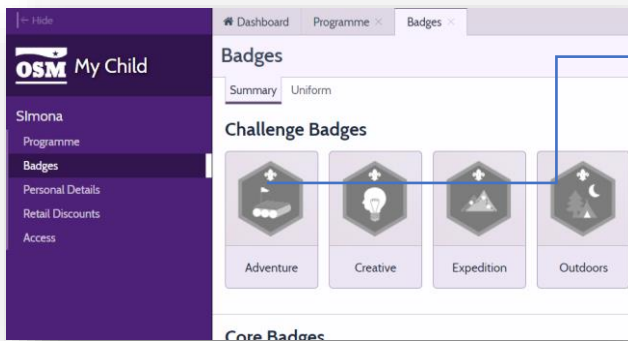 ← Hide
OSM My Child
SImona
Programme
Badges
Personal Details
Retail Discounts
Access
Dashboard Programme × Badges ×
Badges
Summary Uniform
Challenge Badges
Adventure Creative Expedition Outdoors
Core Badges